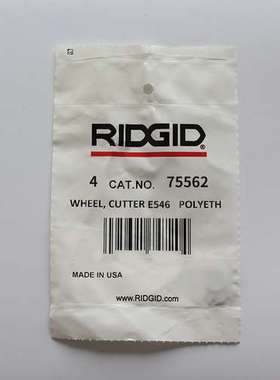 RIDGID
4 CAT.NO. 75562
WHEEL, CUTTER E546 POLYETH
MADE IN USA
www.RIDGID.com